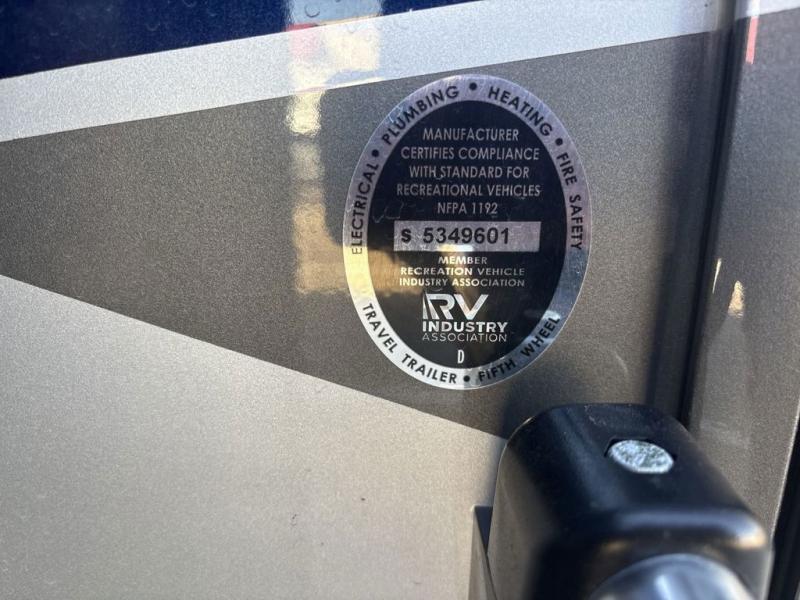 ELECTRICAL • PLUMBING • HEATING • FIRE SAFETY
MANUFACTURER
CERTIFIES COMPLIANCE
WITH STANDARD FOR
RECREATIONAL VEHICLES
NFPA 1192
S 5349601
MEMBER
RECREATION VEHICLE
INDUSTRY ASSOCIATION
RV
INDUSTRY
ASSOCIATION
D
TRAVEL TRAILER • FIFTH WHEEL